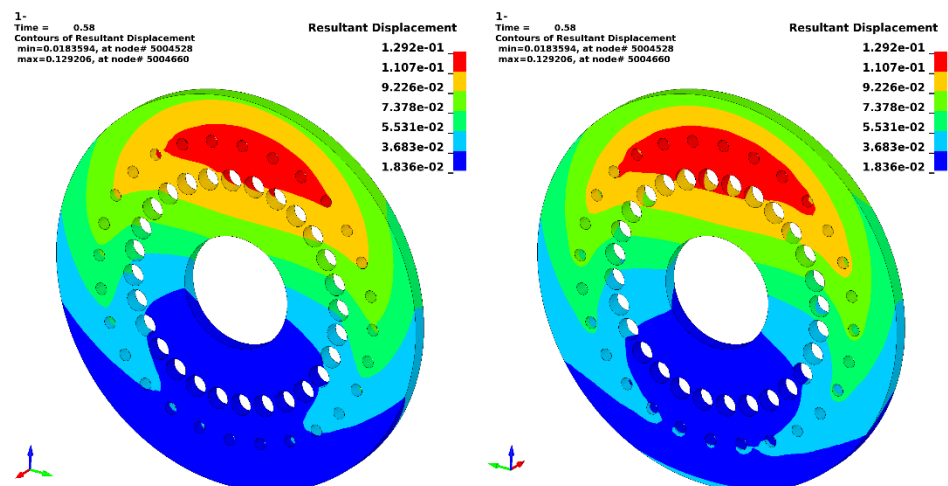 1-
Time = 0.58
Contours of Resultant Displacement
min=0.0183594, at node# 5004528
max=0.129206, at node# 5004660
Resultant Displacement
1.292e-01
1.107e-01
9.226e-02
7.378e-02
5.531e-02
3.683e-02
1.836e-02
1-
Time = 0.58
Contours of Resultant Displacement
min=0.0183594, at node# 5004528
max=0.129206, at node# 5004660
Resultant Displacement
1.292e-01
1.107e-01
9.226e-02
7.378e-02
5.531e-02
3.683e-02
1.836e-02